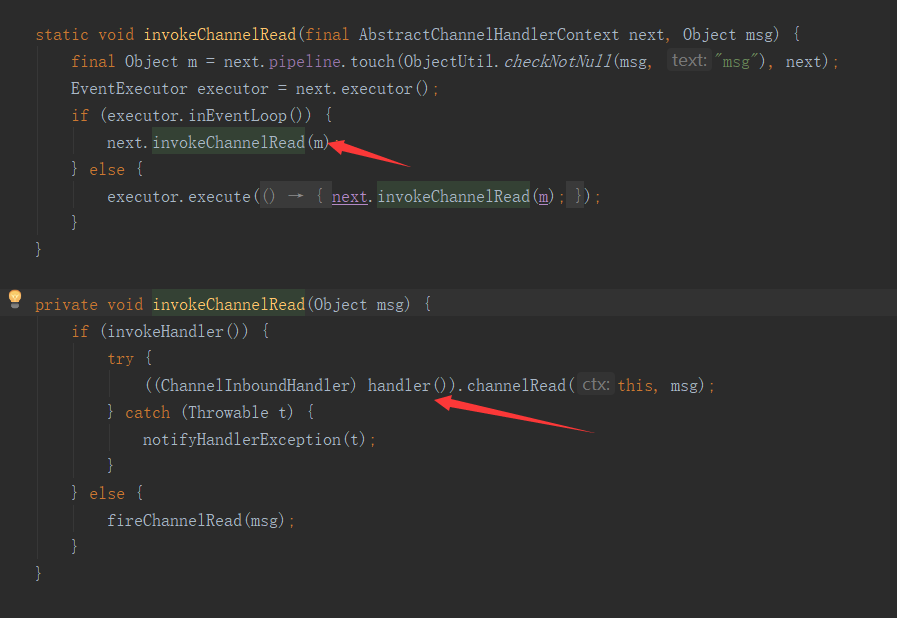 static void invokeChannelRead(final AbstractChannelHandlerContext next, Object msg) {
final Object m = next.pipeline.touch(ObjectUtil.checkNotNull(msg, text: "msg"), next);
EventExecutor executor = next.executor();
if (executor.inEventLoop()) {
next.invokeChannelRead(m)
} else {
executor.execute(() → { next.invokeChannelRead(m); });
}
}
private void invokeChannelRead(Object msg) {
if (invokeHandler()) {
try {
((ChannelInboundHandler) handler()).channelRead( ctx: this, msg);
} catch (Throwable t) {
notifyHandlerException(t);
}
} else {
fireChannelRead(msg);
}
}